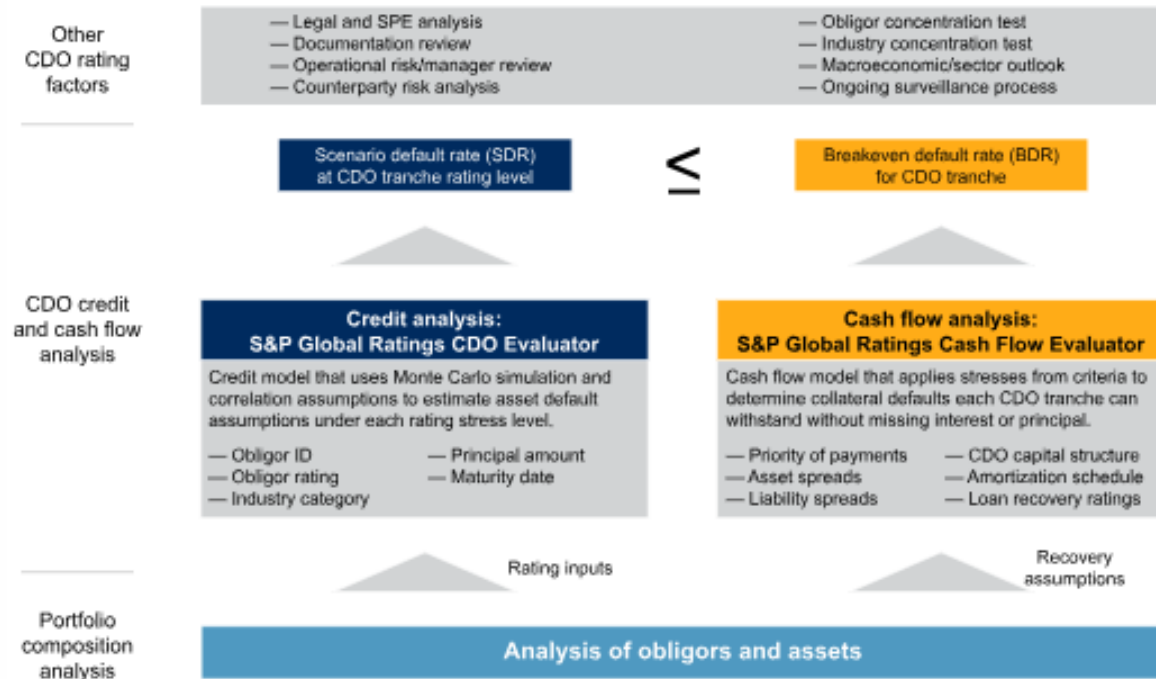 Other
CDO rating
factors
— Legal and SPE analysis
— Documentation review
— Operational risk/manager review
— Counterparty risk analysis
— Obligor concentration test
— Industry concentration test
— Macroeconomic/sector outlook
— Ongoing surveillance process
Scenario default rate (SDR)
at CDO tranche rating level
≤
Breakeven default rate (BDR)
for CDO tranche
CDO credit
and cash flow
analysis
Credit analysis:
S&P Global Ratings CDO Evaluator
Credit model that uses Monte Carlo simulation and
correlation assumptions to estimate asset default
assumptions under each rating stress level.
— Obligor ID
— Obligor rating
— Industry category
— Principal amount
— Maturity date
Cash flow analysis:
S&P Global Ratings Cash Flow Evaluator
Cash flow model that applies stresses from criteria to
determine collateral defaults each CDO tranche can
withstand without missing interest or principal.
— Priority of payments
— Asset spreads
— Liability spreads
— CDO capital structure
— Amortization schedule
— Loan recovery ratings
Rating inputs
Recovery
assumptions
Portfolio
composition
analysis
Analysis of obligors and assets